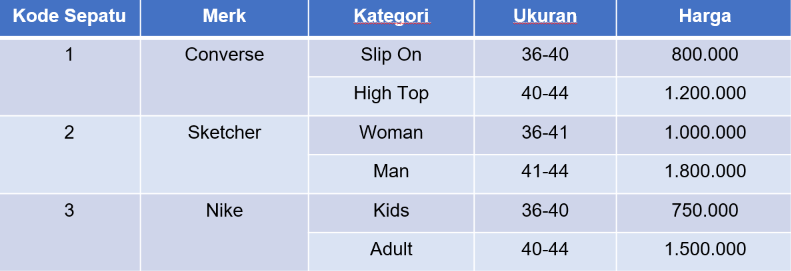 Kode Sepatu Merk Kategori Ukuran Harga
1 Converse Slip On 36-40 800.000
High Top 40-44 1.200.000
2 Sketcher Woman 36-41 1.000.000
Man 41-44 1.800.000
3 Nike Kids 36-40 750.000
Adult 40-44 1.500.000